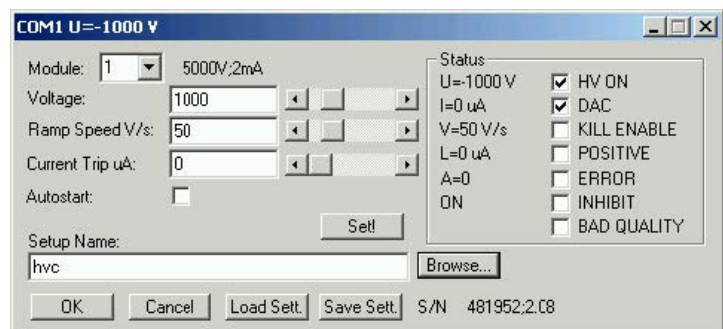 COM1 U=-1000 V
Module: 1 5000V;2mA
Voltage: 1000
Ramp Speed V/s: 50
Current Trip uA: 0
Autostart:
Set!
Setup Name:
hvc
Browse...
OK Cancel Load Sett. Save Sett. S/N 481952;2.08
Status
U=-1000 V HV ON
I=0 uA DAC
V=50 V/s KILL ENABLE
L=0 uA POSITIVE
A=0 ERROR
ON INHIBIT
BAD QUALITY